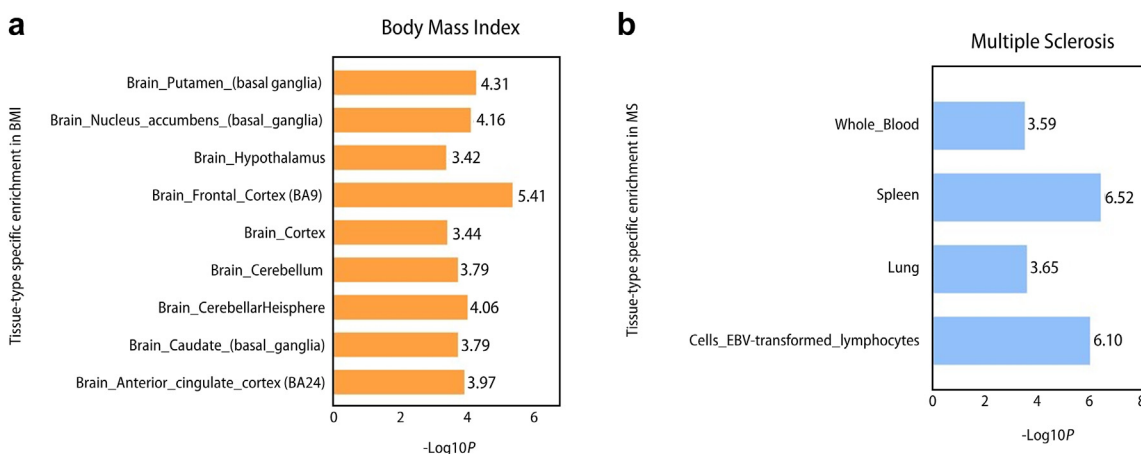 a
Body Mass Index
Tissue-type specific enrichment in BMI
Brain_Putamen_(basal ganglia)
4.31
Brain_Nucleus_accumbens_(basal_ganglia)
4.16
Brain_Hypothalamus
3.42
Brain_Frontal_Cortex (BA9)
5.41
Brain_Cortex
3.44
Brain_Cerebellum
3.79
Brain_CerebellarHeisphere
4.06
Brain_Caudate_(basal_ganglia)
3.79
Brain_Anterior_cingulate_cortex (BA24)
3.97
0 2 4 6
-Log10P
b
Multiple Sclerosis
Tissue-type specific enrichment in MS
Whole_Blood
3.59
Spleen
6.52
Lung
3.65
Cells_EBV-transformed_lymphocytes
6.10
0 2 4 6 8
-Log10P